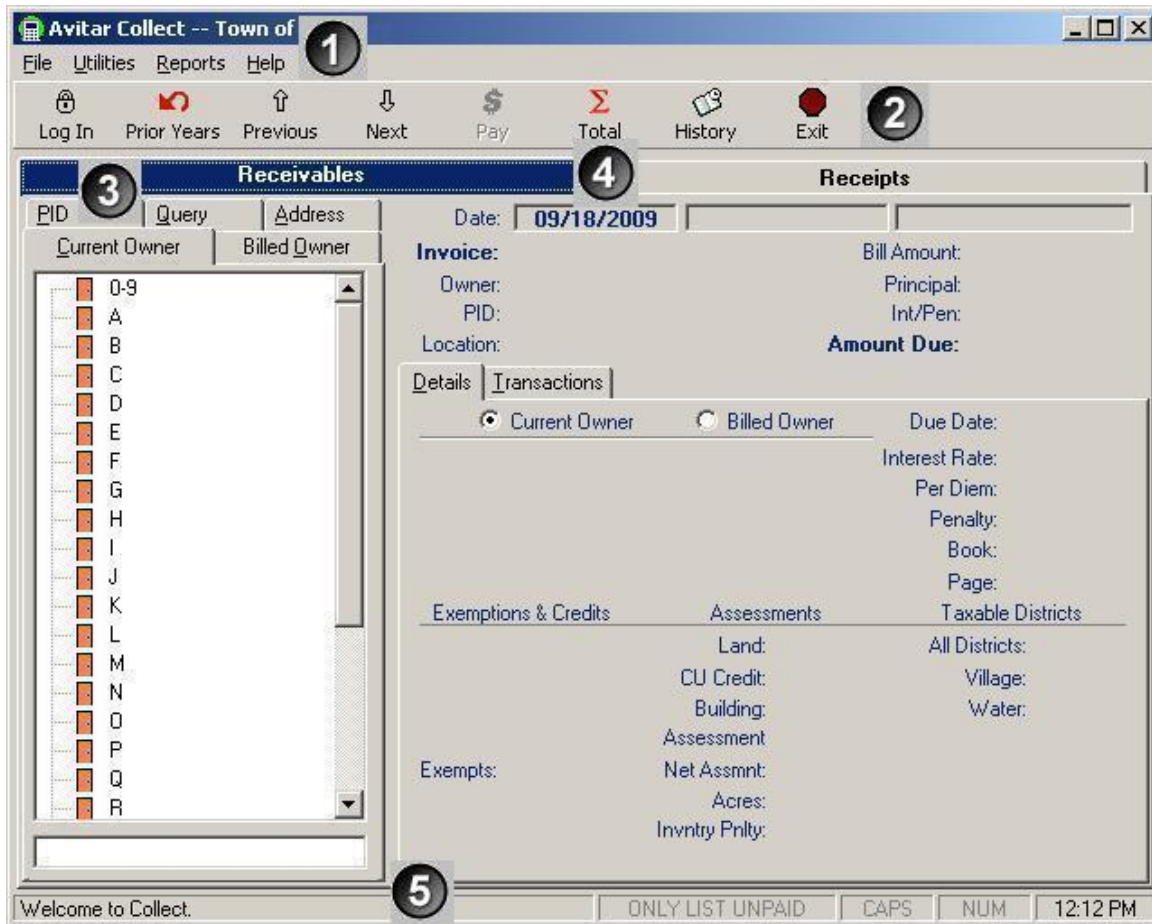 Avitar Collect -- Town of
1
File Utilities Reports Help
Log In Prior Years Previous Next Pay Total History Exit
2
Receivables Receipts
3
4
PID Query Address
Current Owner Billed Owner
0-9
A
B
C
D
E
F
G
H
I
J
K
L
M
N
O
P
Q
R
Date: 09/18/2009
Invoice: Bill Amount:
Owner: Principal:
PID: Int/Pen:
Location: Amount Due:
Details Transactions
Current Owner Billed Owner Due Date:
Interest Rate:
Per Diem:
Penalty:
Book:
Page:
Exemptions & Credits Assessments Taxable Districts
Land: All Districts:
CU Credit: Village:
Building: Water:
Assessment
Exempts: Net Assmnt:
Acres:
Invntry Pnlty:
5
Welcome to Collect. ONLY LIST UNPAID CAPS NUM 12:12 PM